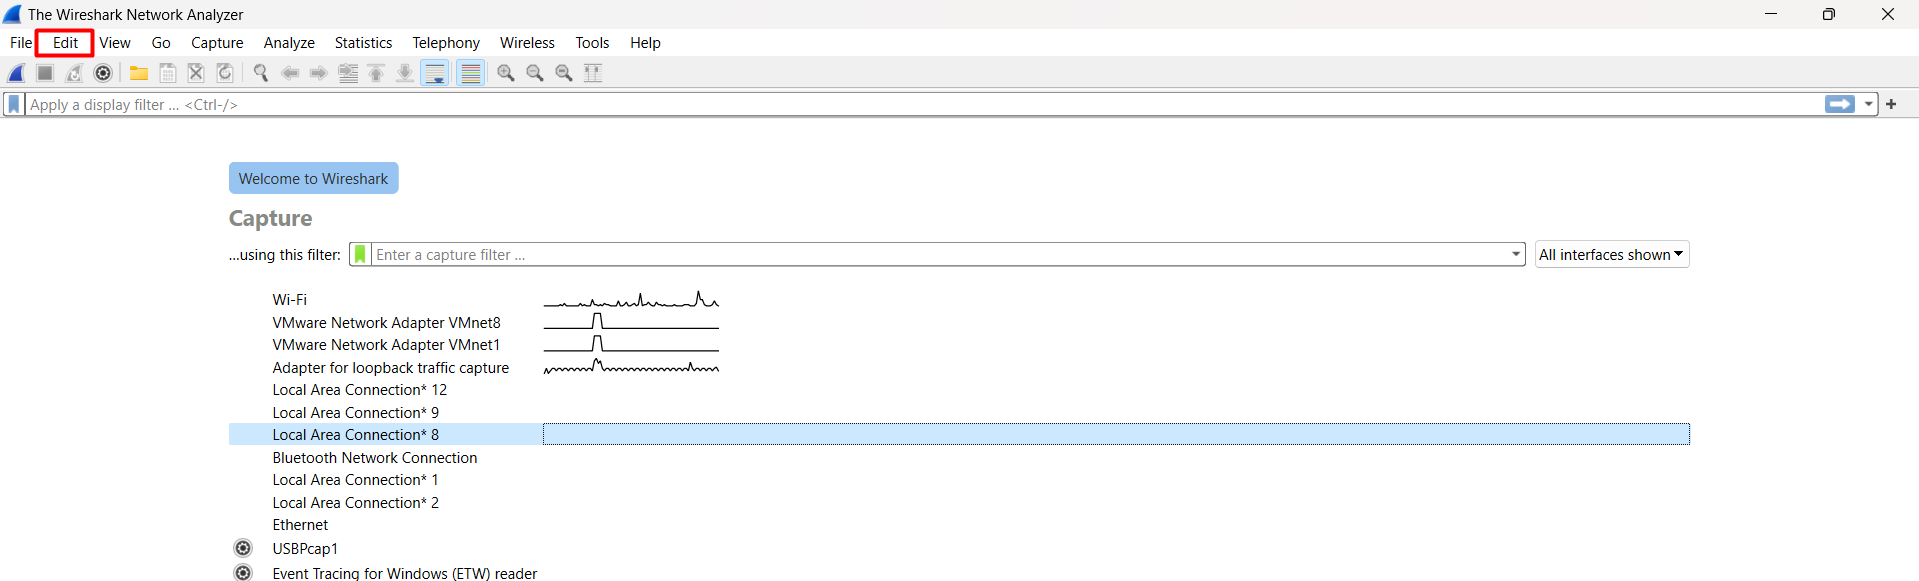 The Wireshark Network Analyzer
File Edit View Go Capture Analyze Statistics Telephony Wireless Tools Help
Apply a display filter ... <Ctrl-/>
Welcome to Wireshark
Capture
...using this filter: Enter a capture filter ... All interfaces shown
Wi-Fi
VMware Network Adapter VMnet8
VMware Network Adapter VMnet1
Adapter for loopback traffic capture
Local Area Connection* 12
Local Area Connection* 9
Local Area Connection* 8
Bluetooth Network Connection
Local Area Connection* 1
Local Area Connection* 2
Ethernet
USBPcap1
Event Tracing for Windows (ETW) reader